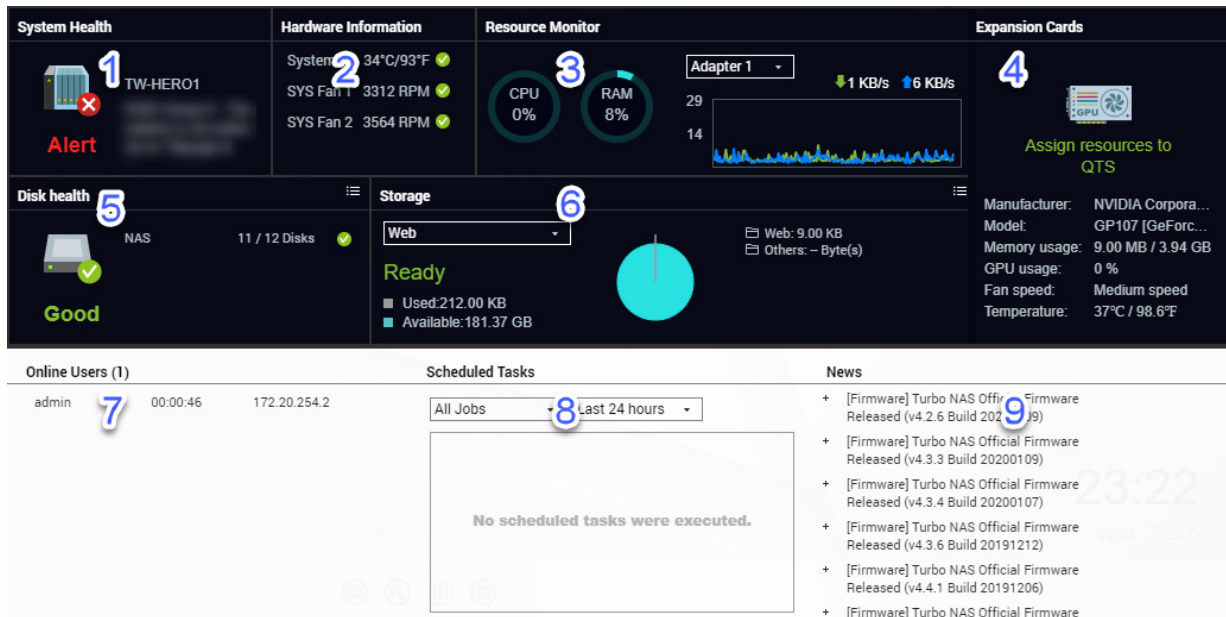 System Health
1
TW-HERO1
Alert
Hardware Information
2
System 34°C/93°F
SYS Fan 1 3312 RPM
SYS Fan 2 3564 RPM
Resource Monitor
3
CPU
0%
RAM
8%
Adapter 1
1 KB/s 6 KB/s
29
14
Expansion Cards
4
GPU
Assign resources to
QTS
Manufacturer: NVIDIA Corpora...
Model: GP107 [GeForc...
Memory usage: 9.00 MB / 3.94 GB
GPU usage: 0 %
Fan speed: Medium speed
Temperature: 37°C / 98.6°F
Disk health
5
NAS 11 / 12 Disks
Good
Storage
6
Web
Ready
Used:212.00 KB
Available:181.37 GB
Web: 9.00 KB
Others: -- Byte(s)
Online Users (1)
admin 7 00:00:46 172.20.254.2
Scheduled Tasks
All Jobs 8 Last 24 hours
No scheduled tasks were executed.
News
9
+ [Firmware] Turbo NAS Official Firmware
Released (v4.2.6 Build
+ [Firmware] Turbo NAS Official Firmware
Released (v4.3.3 Build 20200109)
+ [Firmware] Turbo NAS Official Firmware
Released (v4.3.4 Build 20200107)
+ [Firmware] Turbo NAS Official Firmware
Released (v4.3.6 Build 20191212)
+ [Firmware] Turbo NAS Official Firmware
Released (v4.4.1 Build 20191206)
+ [Firmware] Turbo NAS Official Firmware
23:22
Wed Feb